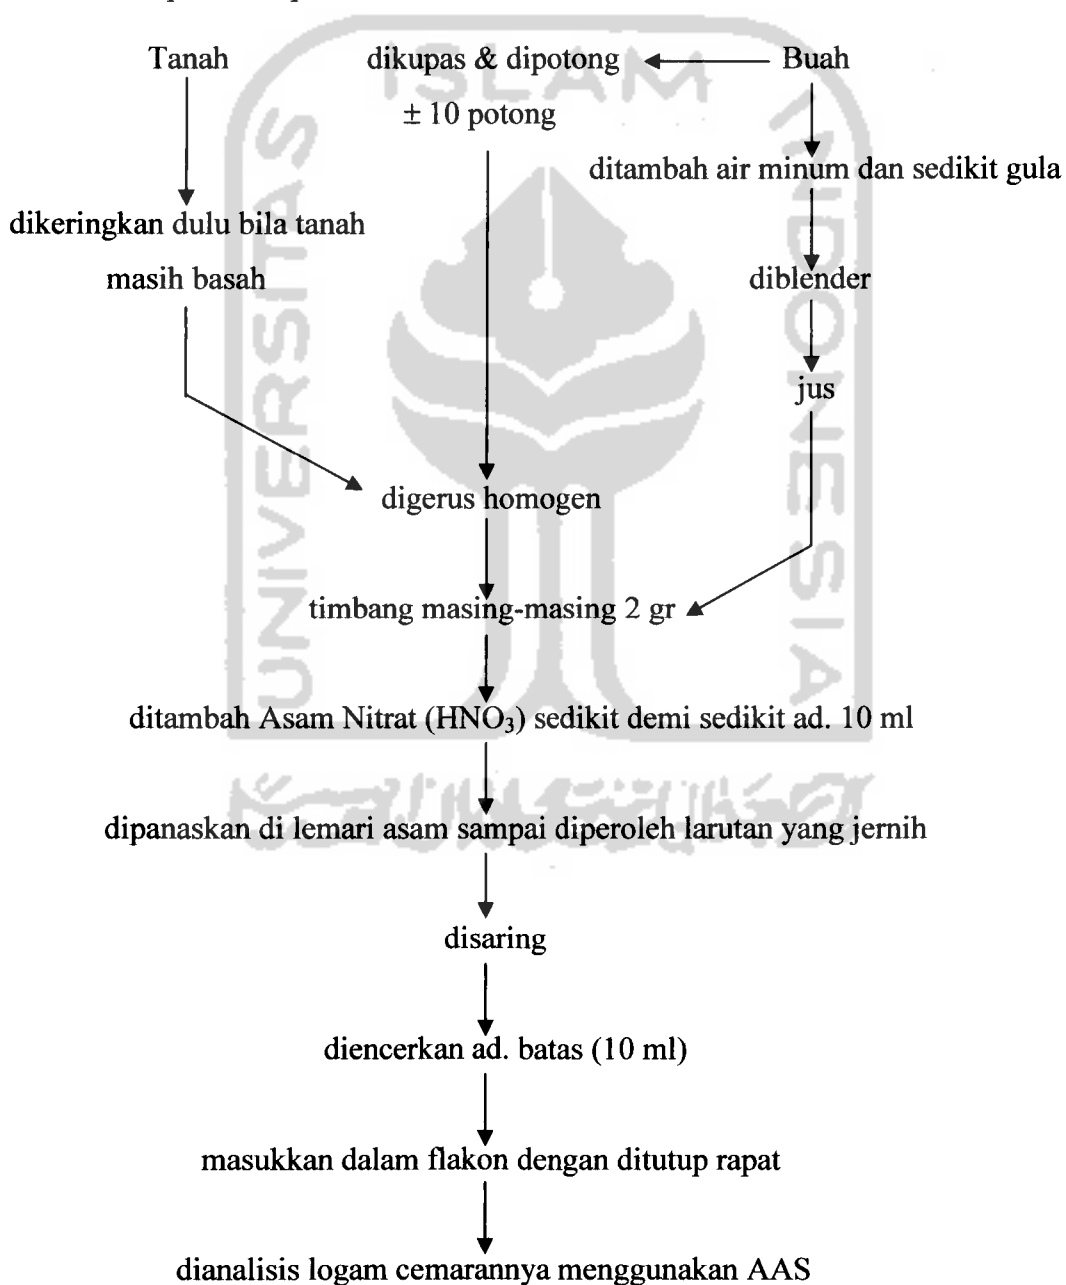 Tanah
dikupas & dipotong
Buah
± 10 potong
ditambah air minum dan sedikit gula
dikeringkan dulu bila tanah
masih basah
diblender
jus
digerus homogen
timbang masing-masing 2 gr
ditambah Asam Nitrat (HNO₃) sedikit demi sedikit ad. 10 ml
dipanaskan di lemari asam sampai diperoleh larutan yang jernih
disaring
diencerkan ad. batas (10 ml)
masukkan dalam flakon dengan ditutup rapat
dianalisis logam cemarannya menggunakan AAS
UNIVERSITAS
ISLAM
INDONESIA